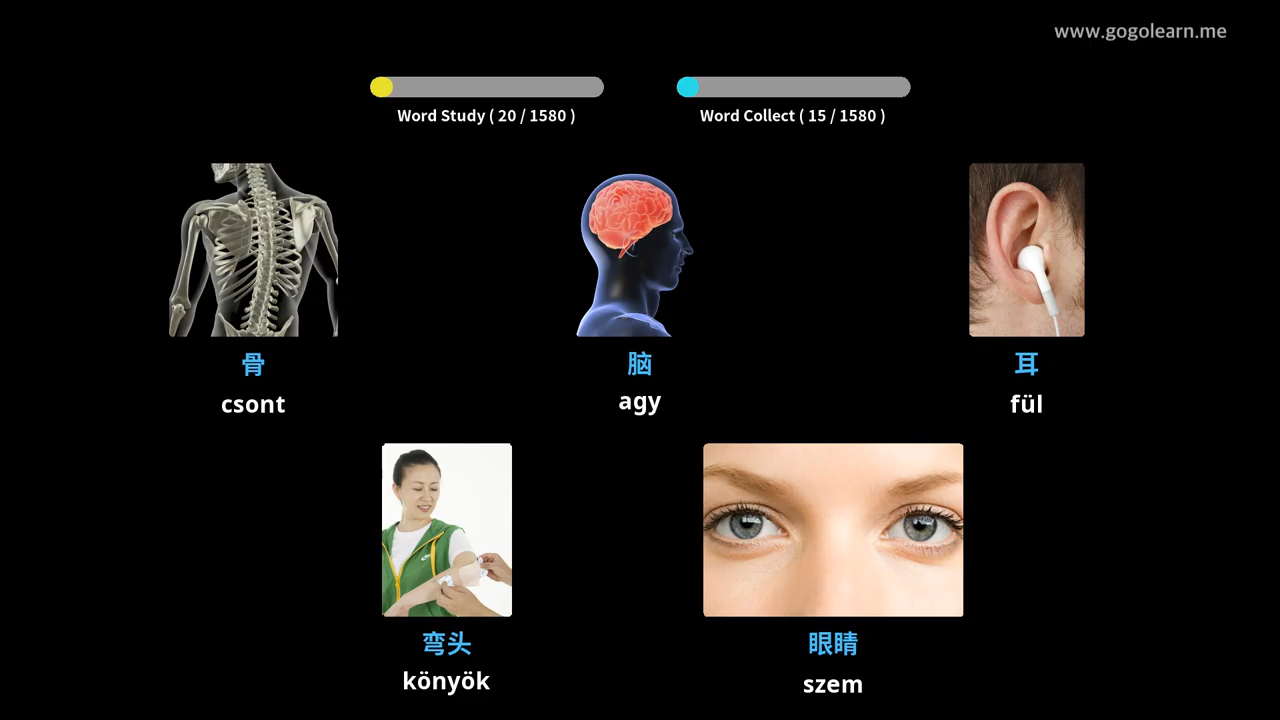 www.gogolearn.me
Word Study ( 20 / 1580 )
Word Collect ( 15 / 1580 )
骨
csont
脑
agy
耳
fül
弯头
könyök
眼睛
szem